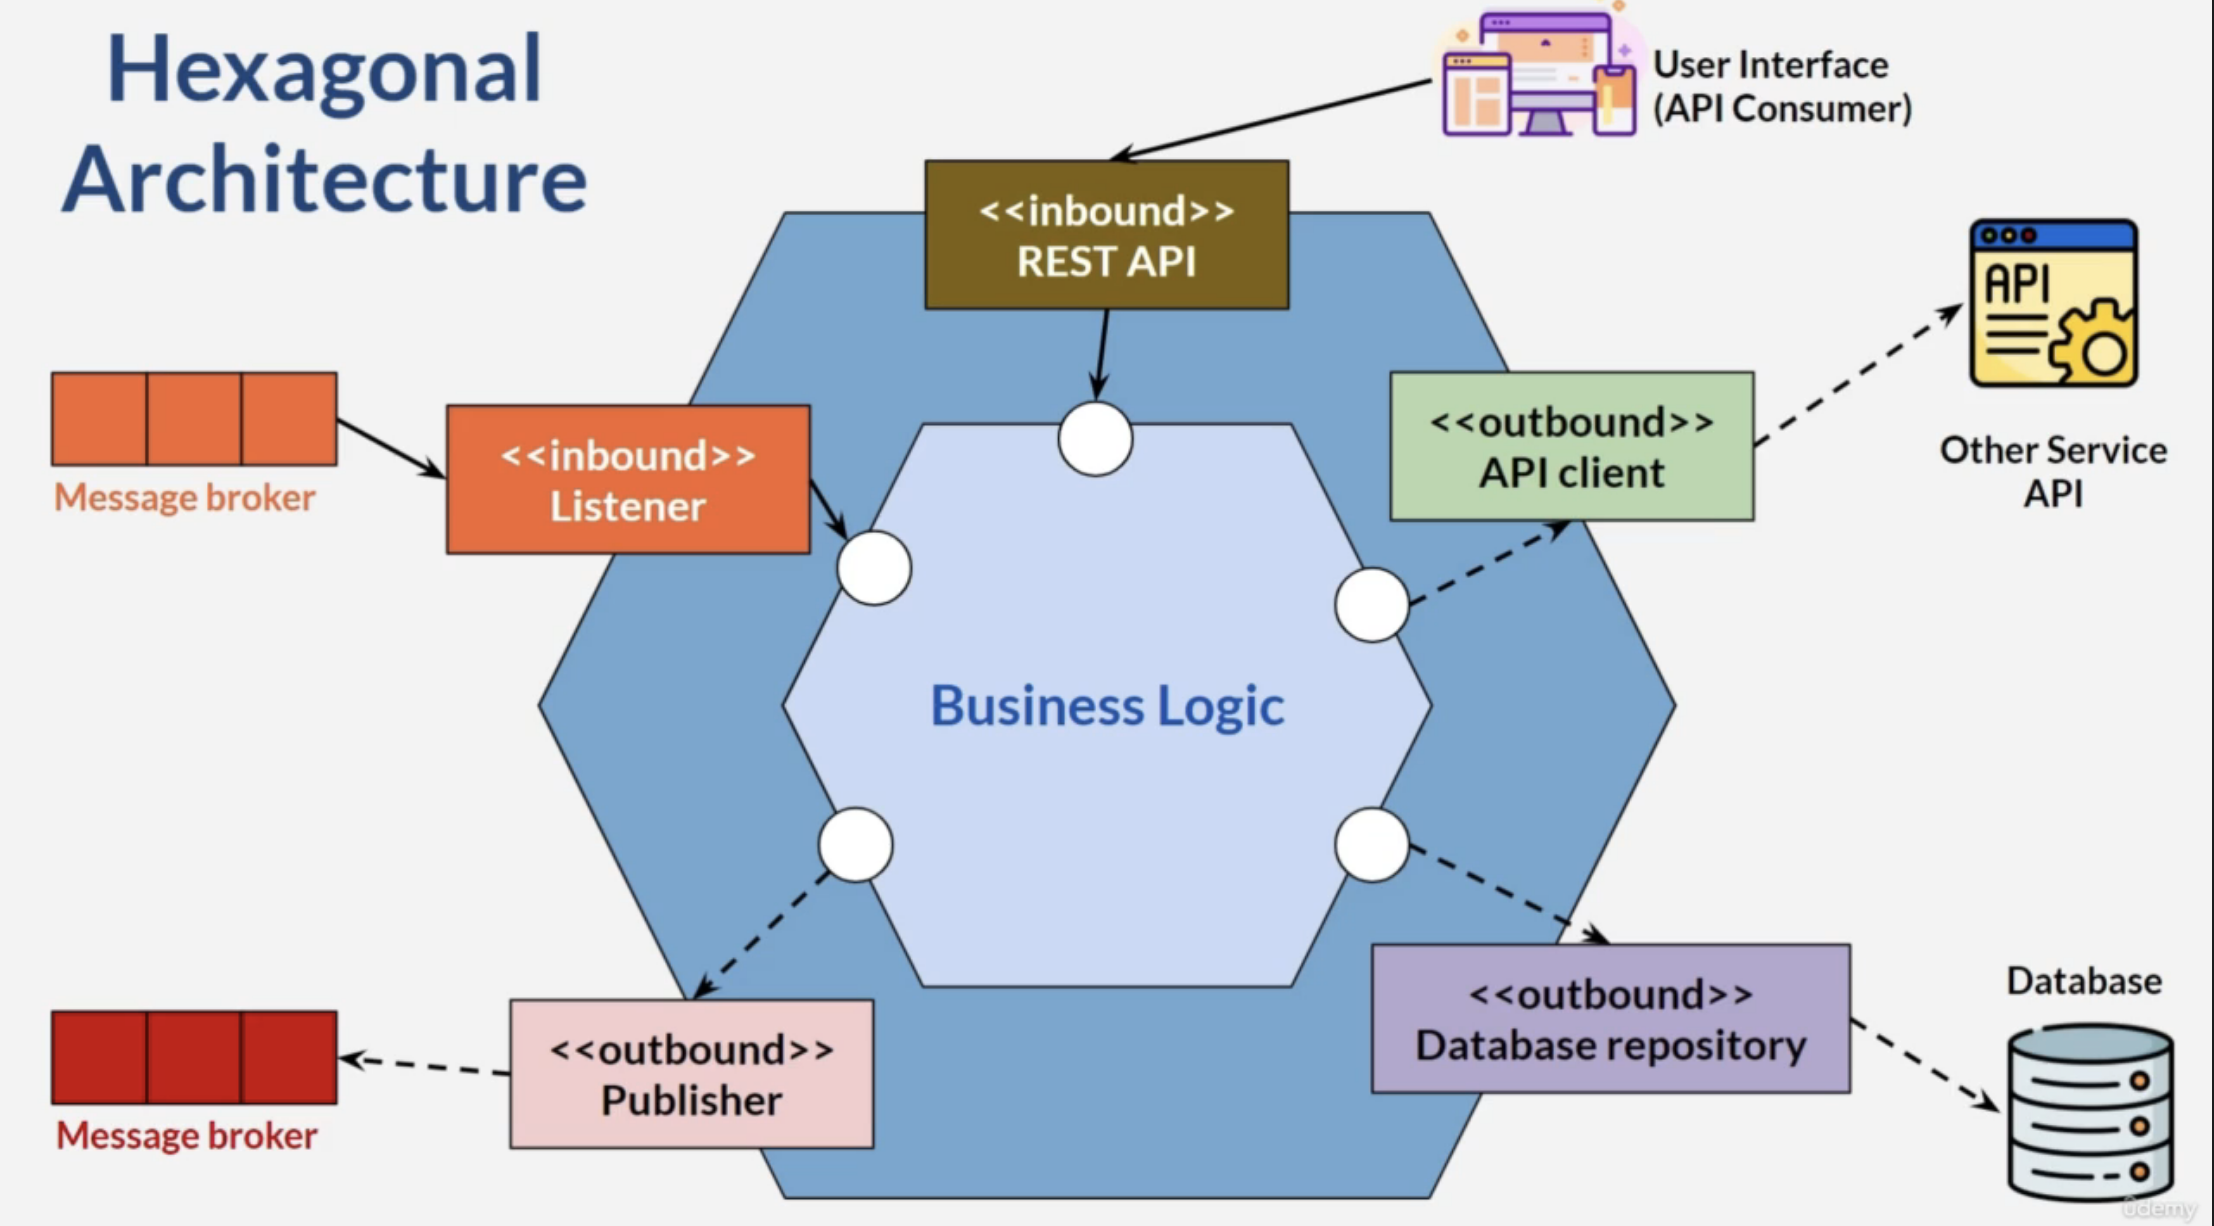 Hexagonal
Architecture
User Interface
(API Consumer)
<<inbound>>
REST API
API
Other Service
API
<<outbound>>
API client
Message broker
<<inbound>>
Listener
Business Logic
<<outbound>>
Database repository
Database
<<outbound>>
Publisher
Message broker
ûdemy